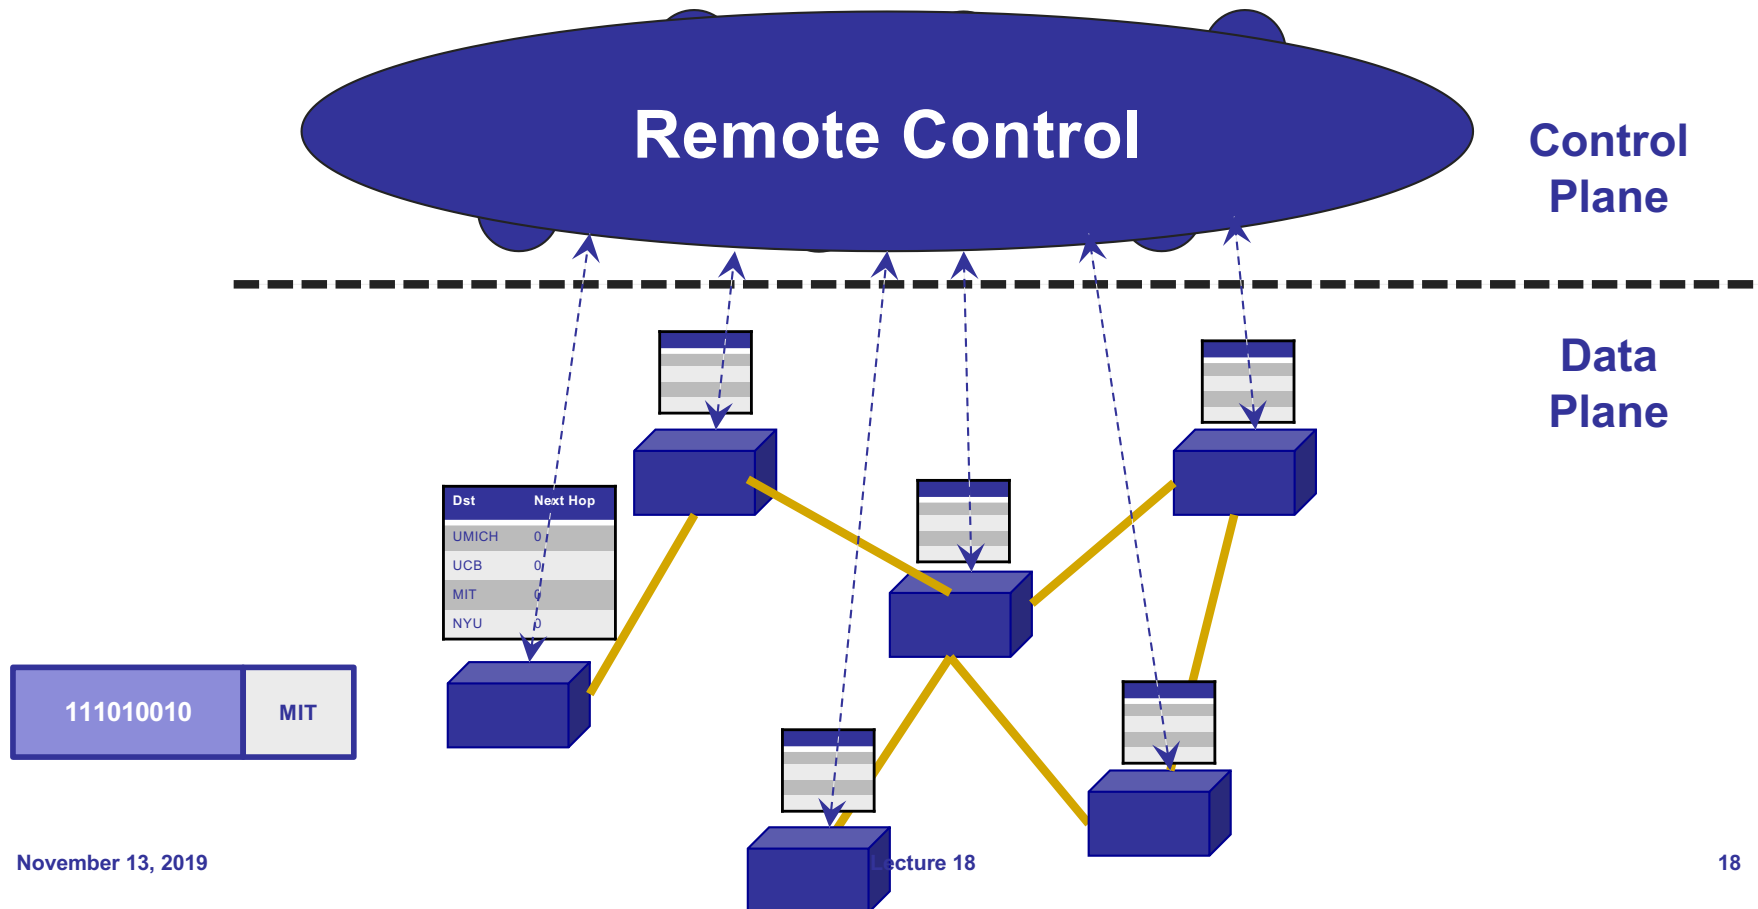 Remote Control
Control
Plane
Data
Plane
Dst Next Hop
UMICH 0
UCB 0
MIT 0
NYU 0
111010010 MIT
November 13, 2019 Lecture 18 18